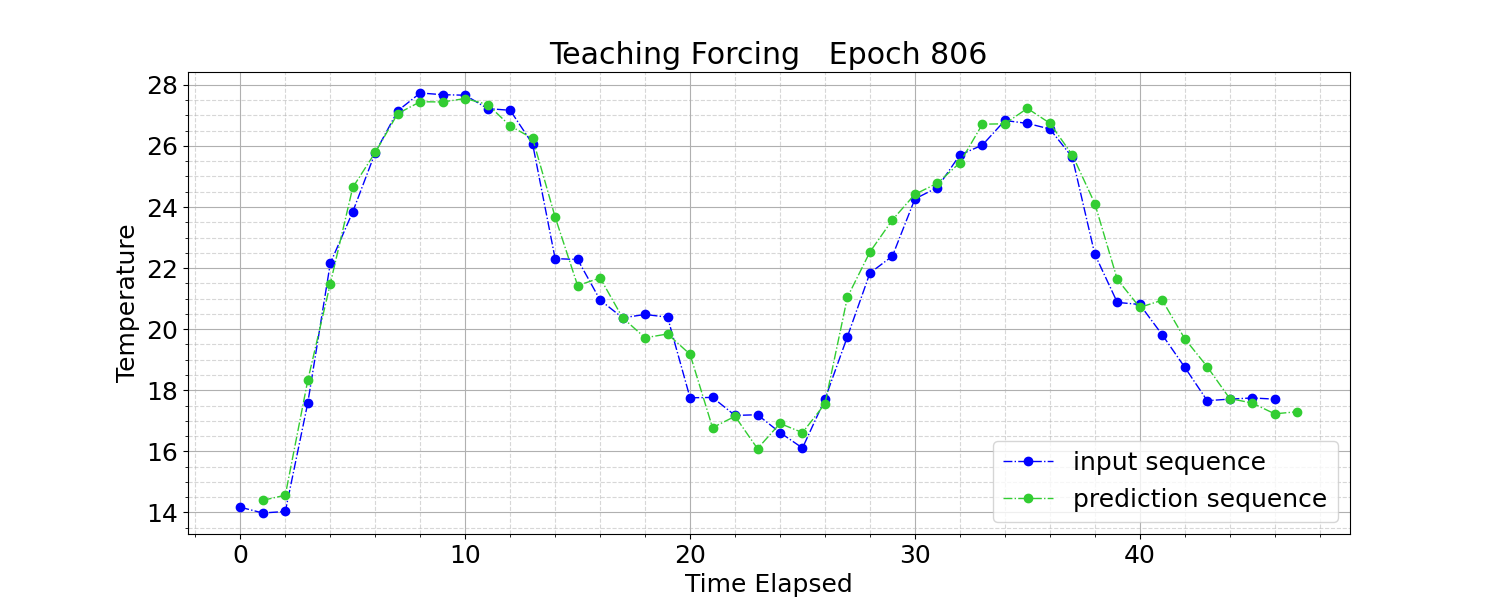 Teaching Forcing   Epoch 806
28
26
24
22
20
18
16
14
Temperature
input sequence
prediction sequence
0 10 20 30 40
Time Elapsed